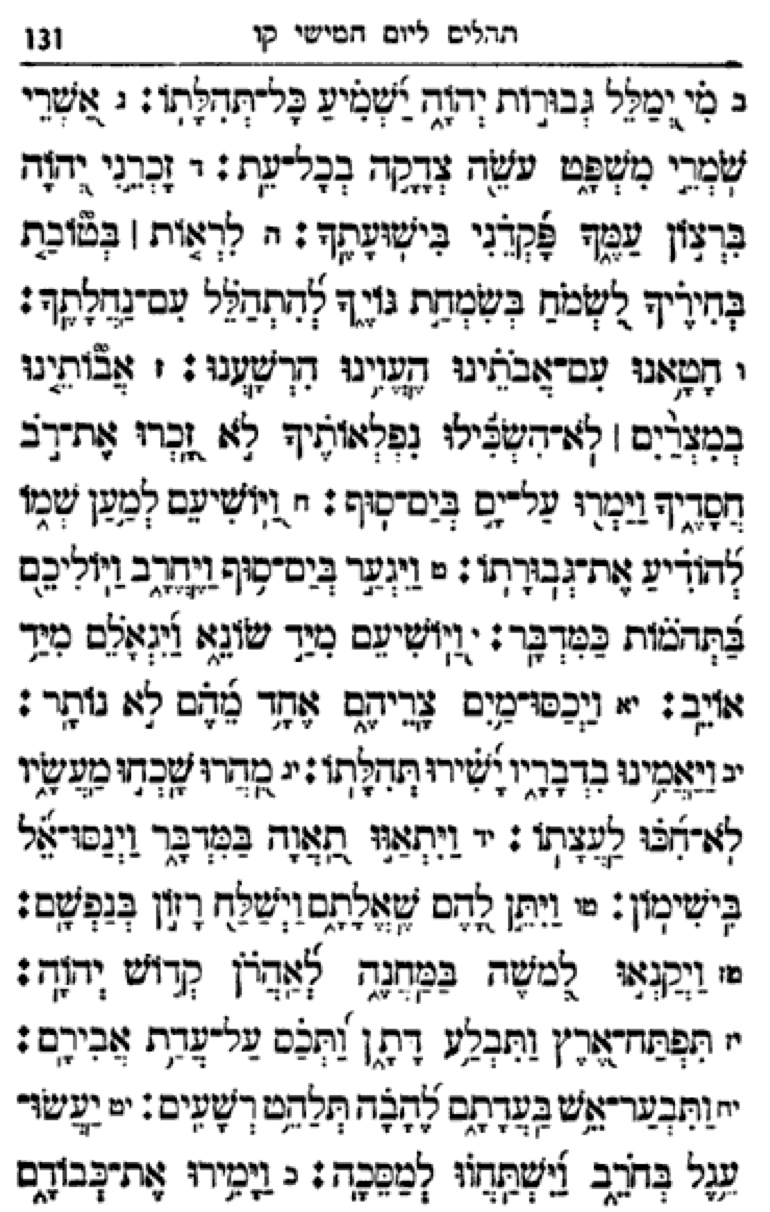 תהלים ליום חמישי קו 131
ב מִי יְמַלֵּל גְּבוּרוֹת יְהוָה יַשְׁמִיעַ כָּל־תְּהִלָּתוֹ: ג אַשְׁרֵי
שֹׁמְרֵי מִשְׁפָּט עֹשֵׂה צְדָקָה בְכָל־עֵת: ד זָכְרֵנִי יְהוָה
בִּרְצוֹן עַמֶּךָ פָּקְדֵנִי בִּישׁוּעָתֶךָ: ה לִרְאוֹת | בְּטוֹבַת
בְּחִירֶיךָ לִשְׂמֹחַ בְּשִׂמְחַת גּוֹיֶךָ לְהִתְהַלֵּל עִם־נַחֲלָתֶךָ:
ו חָטָאנוּ עִם־אֲבֹתֵינוּ הֶעֱוִינוּ הִרְשָׁעְנוּ: ז אֲבוֹתֵינוּ
בְמִצְרַיִם | לֹא־הִשְׂכִּילוּ נִפְלְאוֹתֶיךָ לֹא זָכְרוּ אֶת־רֹב
חֲסָדֶיךָ וַיַּמְרוּ עַל־יָם בְּיַם־סוּף: ח וַיּוֹשִׁיעֵם לְמַעַן שְׁמוֹ
לְהוֹדִיעַ אֶת־גְּבוּרָתוֹ: ט וַיִּגְעַר בְּיַם־סוּף וַיֶּחֱרָב וַיּוֹלִיכֵם
בַּתְּהֹמוֹת כַּמִּדְבָּר: י וַיּוֹשִׁיעֵם מִיַּד שׂוֹנֵא וַיִּגְאָלֵם מִיַּד
אוֹיֵב: יא וַיְכַסּוּ־מַיִם צָרֵיהֶם אֶחָד מֵהֶם לֹא נוֹתָר:
יב וַיַּאֲמִינוּ בִדְבָרָיו יָשִׁירוּ תְּהִלָּתוֹ: יג מִהֲרוּ שָׁכְחוּ מַעֲשָׂיו
לֹא־חִכּוּ לַעֲצָתוֹ: יד וַיִּתְאַוּוּ תַאֲוָה בַּמִּדְבָּר וַיְנַסּוּ־אֵל
בִּישִׁימוֹן: טו וַיִּתֵּן לָהֶם שֶׁאֱלָתָם וַיְשַׁלַּח רָזוֹן בְּנַפְשָׁם:
טז וַיְקַנְאוּ לְמֹשֶׁה בַּמַּחֲנֶה לְאַהֲרֹן קְדוֹשׁ יְהוָה:
יז תִּפְתַּח־אֶרֶץ וַתִּבְלַע דָּתָן וַתְּכַס עַל־עֲדַת אֲבִירָם:
יח וַתִּבְעַר־אֵשׁ בַּעֲדָתָם לֶהָבָה תְּלַהֵט רְשָׁעִים: יט יַעֲשׂוּ־
עֵגֶל בְּחֹרֵב וַיִּשְׁתַּחֲווּ לְמַסֵּכָה: כ וַיָּמִירוּ אֶת־כְּבוֹדָם